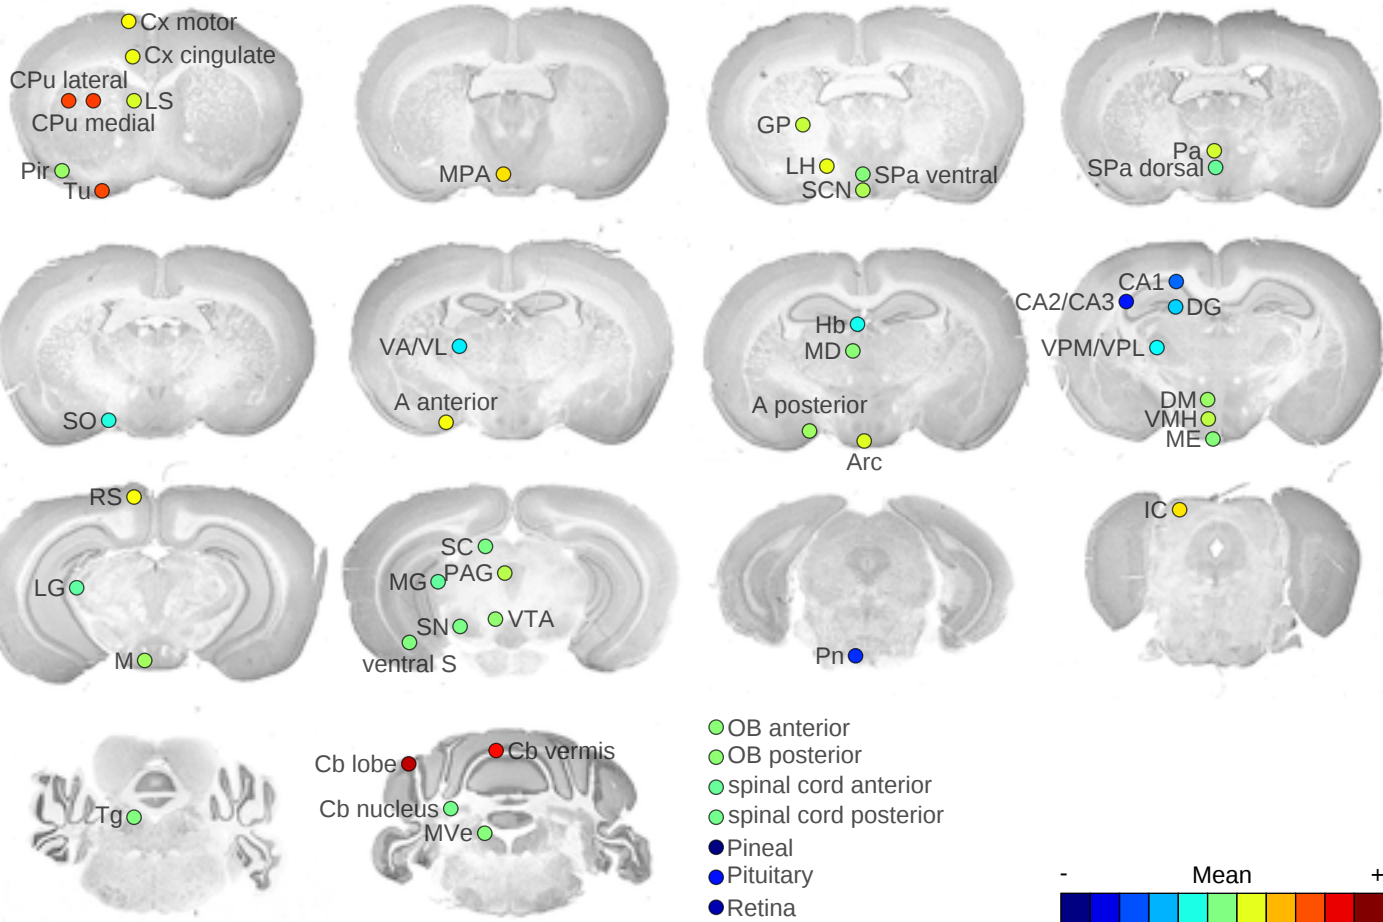 Cx motor
Cx cingulate
CPu lateral
LS
CPu medial
Pir
Tu
MPA
GP
LH
SPa ventral
SCN
Pa
SPa dorsal
SO
VA/VL
A anterior
Hb
MD
A posterior
Arc
CA1
CA2/CA3
DG
VPM/VPL
DM
VMH
ME
RS
LG
M
SC
MG
PAG
SN
VTA
ventral S
Pn
IC
Tg
Cb lobe
Cb vermis
Cb nucleus
MVe
OB anterior
OB posterior
spinal cord anterior
spinal cord posterior
Pineal
Pituitary
Retina
- Mean +